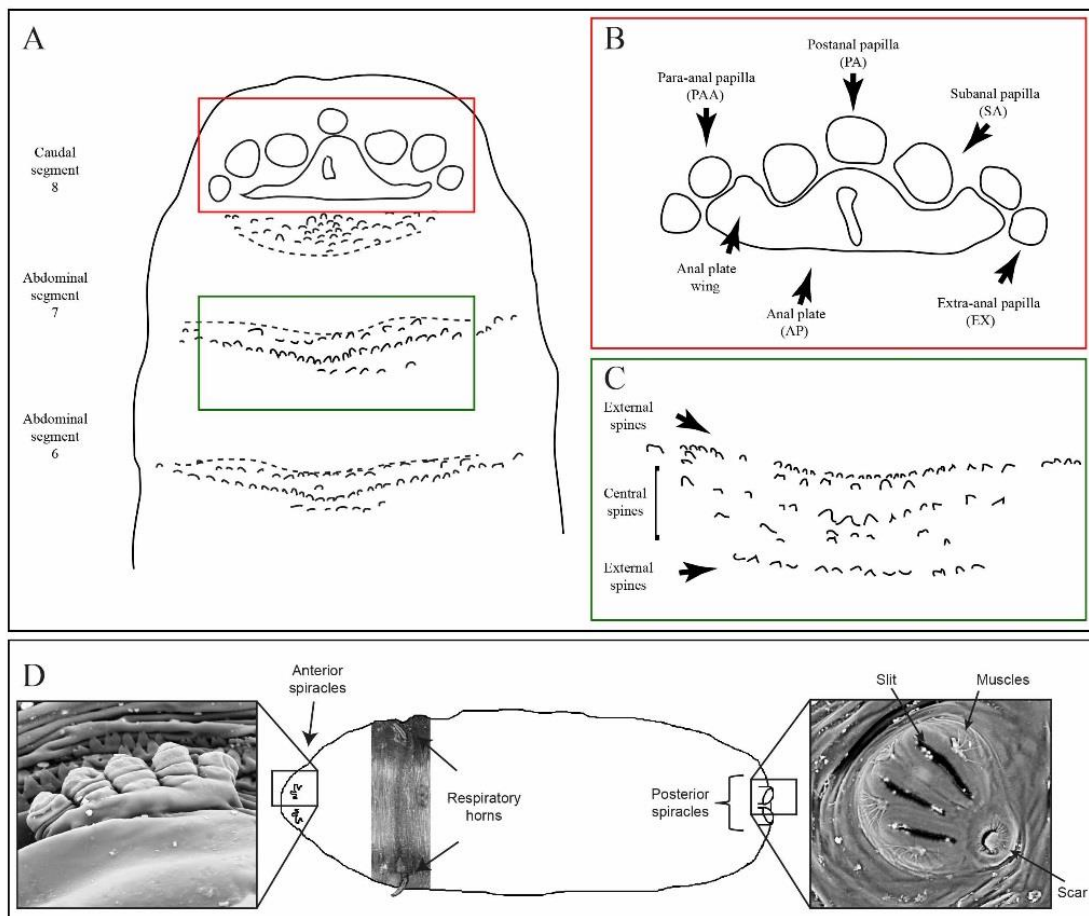 A
Caudal
segment
8
Abdominal
segment
7
Abdominal
segment
6
B
Postanal papilla
(PA)
Para-anal papilla
(PAA)
Subanal papilla
(SA)
Anal plate
wing
Anal plate
(AP)
Extra-anal papilla
(EX)
C
External
spines
Central
spines
External
spines
D
Anterior
spiracles
Respiratory
horns
Posterior
spiracles
Slit
Muscles
Scar